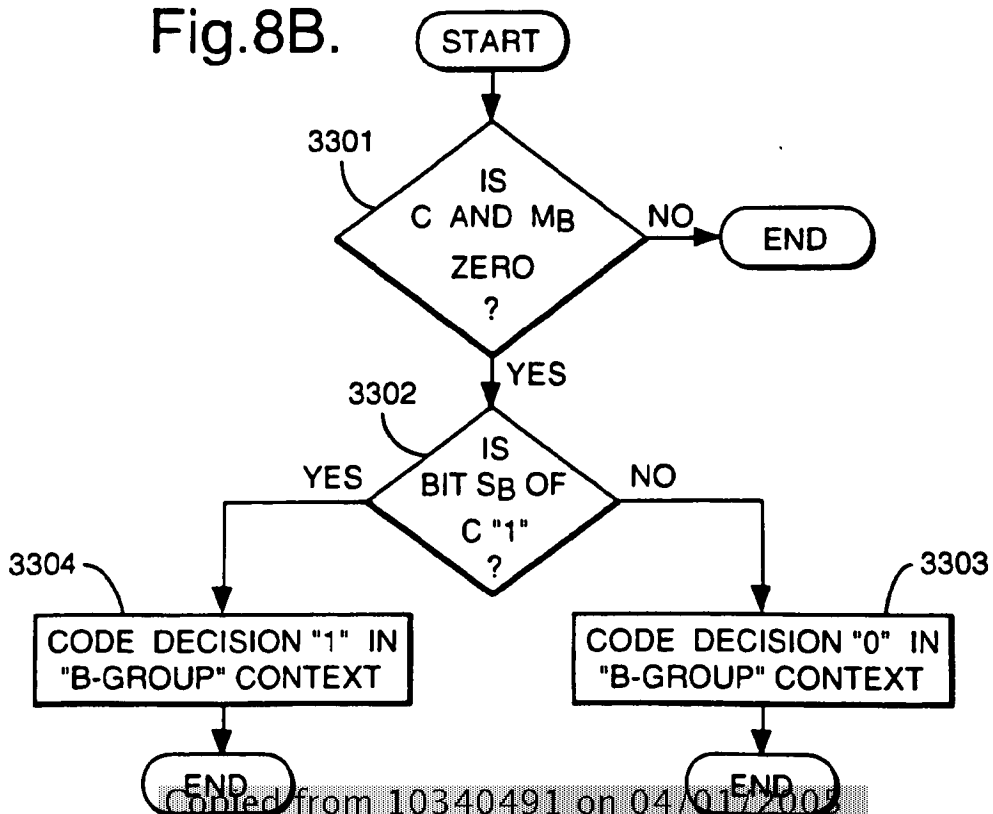 Fig.8B.
START
3301
IS
C AND MB
ZERO
?
NO
END
YES
3302
IS
BIT SB OF
C "1"
?
YES
NO
3304
3303
CODE DECISION "1" IN
"B-GROUP" CONTEXT
CODE DECISION "0" IN
"B-GROUP" CONTEXT
END
END
Copied from 10340491 on 04/01/2005